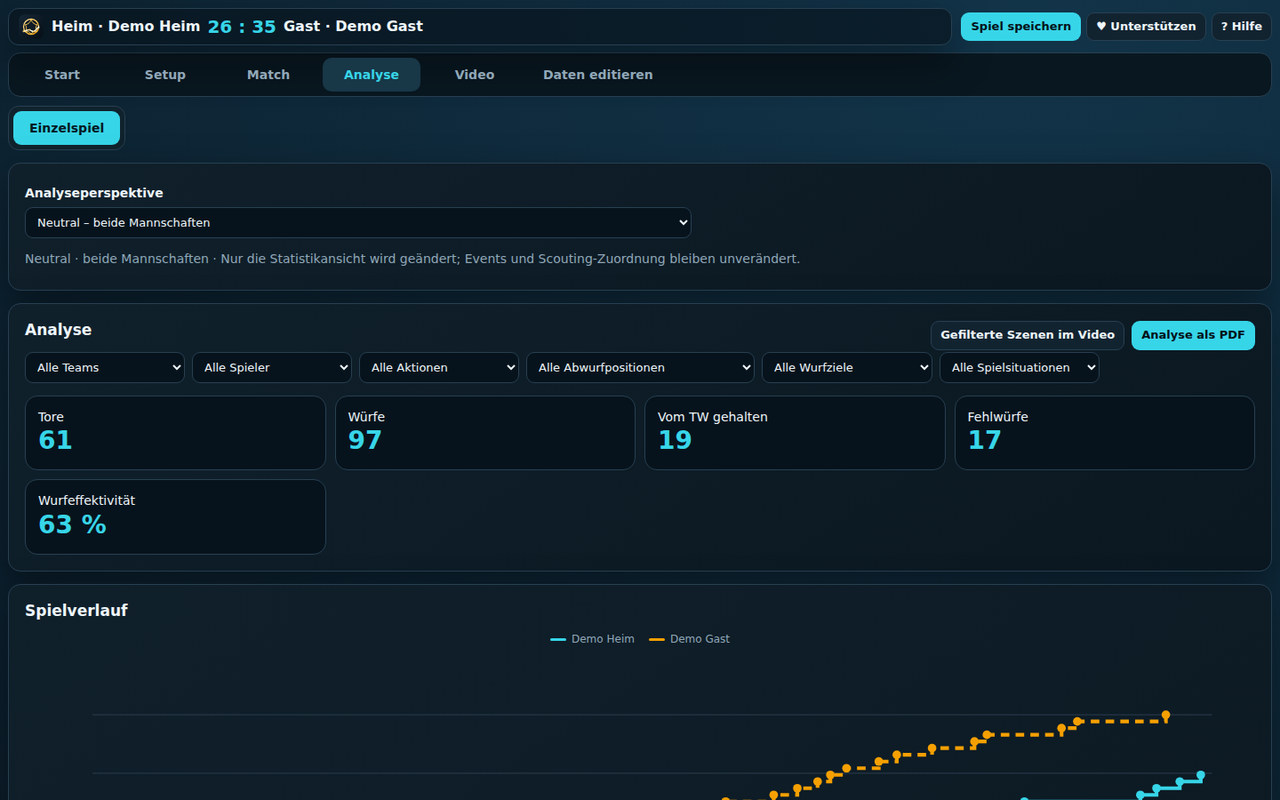 Heim · Demo Heim 26 : 35 Gast · Demo Gast Spiel speichern ♥ Unterstützen ? Hilfe
Start Setup Match Analyse Video Daten editieren
Einzelspiel
Analyseperspektive
Neutral – beide Mannschaften
Neutral · beide Mannschaften · Nur die Statistikansicht wird geändert; Events und Scouting-Zuordnung bleiben unverändert.
Analyse Gefilterte Szenen im Video Analyse als PDF
Alle Teams Alle Spieler Alle Aktionen Alle Abwurfpositionen Alle Wurfziele Alle Spielsituationen
Tore Würfe Vom TW gehalten Fehlwürfe
61 97 19 17
Wurfeffektivität
63 %
Spielverlauf
Demo Heim Demo Gast